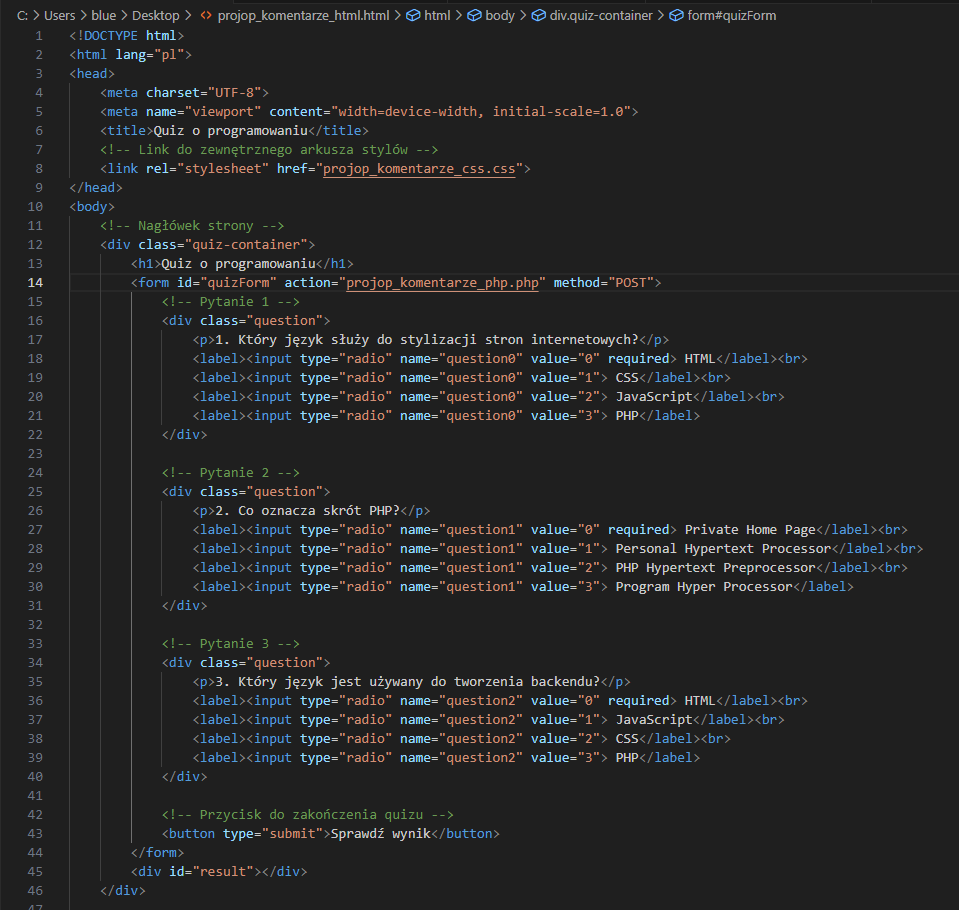 C: > Users > blue > Desktop > <> projop_komentarze_html.html > html > body > div.quiz-container > form#quizForm
1 <!DOCTYPE html>
2 <html lang="pl">
3 <head>
4 <meta charset="UTF-8">
5 <meta name="viewport" content="width=device-width, initial-scale=1.0">
6 <title>Quiz o programowaniu</title>
7 <!-- Link do zewnętrznego arkusza stylów -->
8 <link rel="stylesheet" href="projop_komentarze_css.css">
9 </head>
10 <body>
11 <!-- Nagłówek strony -->
12 <div class="quiz-container">
13 <h1>Quiz o programowaniu</h1>
14 <form id="quizForm" action="projop_komentarze_php.php" method="POST">
15 <!-- Pytanie 1 -->
16 <div class="question">
17 <p>1. Który język służy do stylizacji stron internetowych?</p>
18 <label><input type="radio" name="question0" value="0" required> HTML</label><br>
19 <label><input type="radio" name="question0" value="1"> CSS</label><br>
20 <label><input type="radio" name="question0" value="2"> JavaScript</label><br>
21 <label><input type="radio" name="question0" value="3"> PHP</label>
22 </div>
23
24 <!-- Pytanie 2 -->
25 <div class="question">
26 <p>2. Co oznacza skrót PHP?</p>
27 <label><input type="radio" name="question1" value="0" required> Private Home Page</label><br>
28 <label><input type="radio" name="question1" value="1"> Personal Hypertext Processor</label><br>
29 <label><input type="radio" name="question1" value="2"> PHP Hypertext Preprocessor</label><br>
30 <label><input type="radio" name="question1" value="3"> Program Hyper Processor</label>
31 </div>
32
33 <!-- Pytanie 3 -->
34 <div class="question">
35 <p>3. Który język jest używany do tworzenia backendu?</p>
36 <label><input type="radio" name="question2" value="0" required> HTML</label><br>
37 <label><input type="radio" name="question2" value="1"> JavaScript</label><br>
38 <label><input type="radio" name="question2" value="2"> CSS</label><br>
39 <label><input type="radio" name="question2" value="3"> PHP</label>
40 </div>
41
42 <!-- Przycisk do zakończenia quizu -->
43 <button type="submit">Sprawdź wynik</button>
44 </form>
45 <div id="result"></div>
46 </div>
47